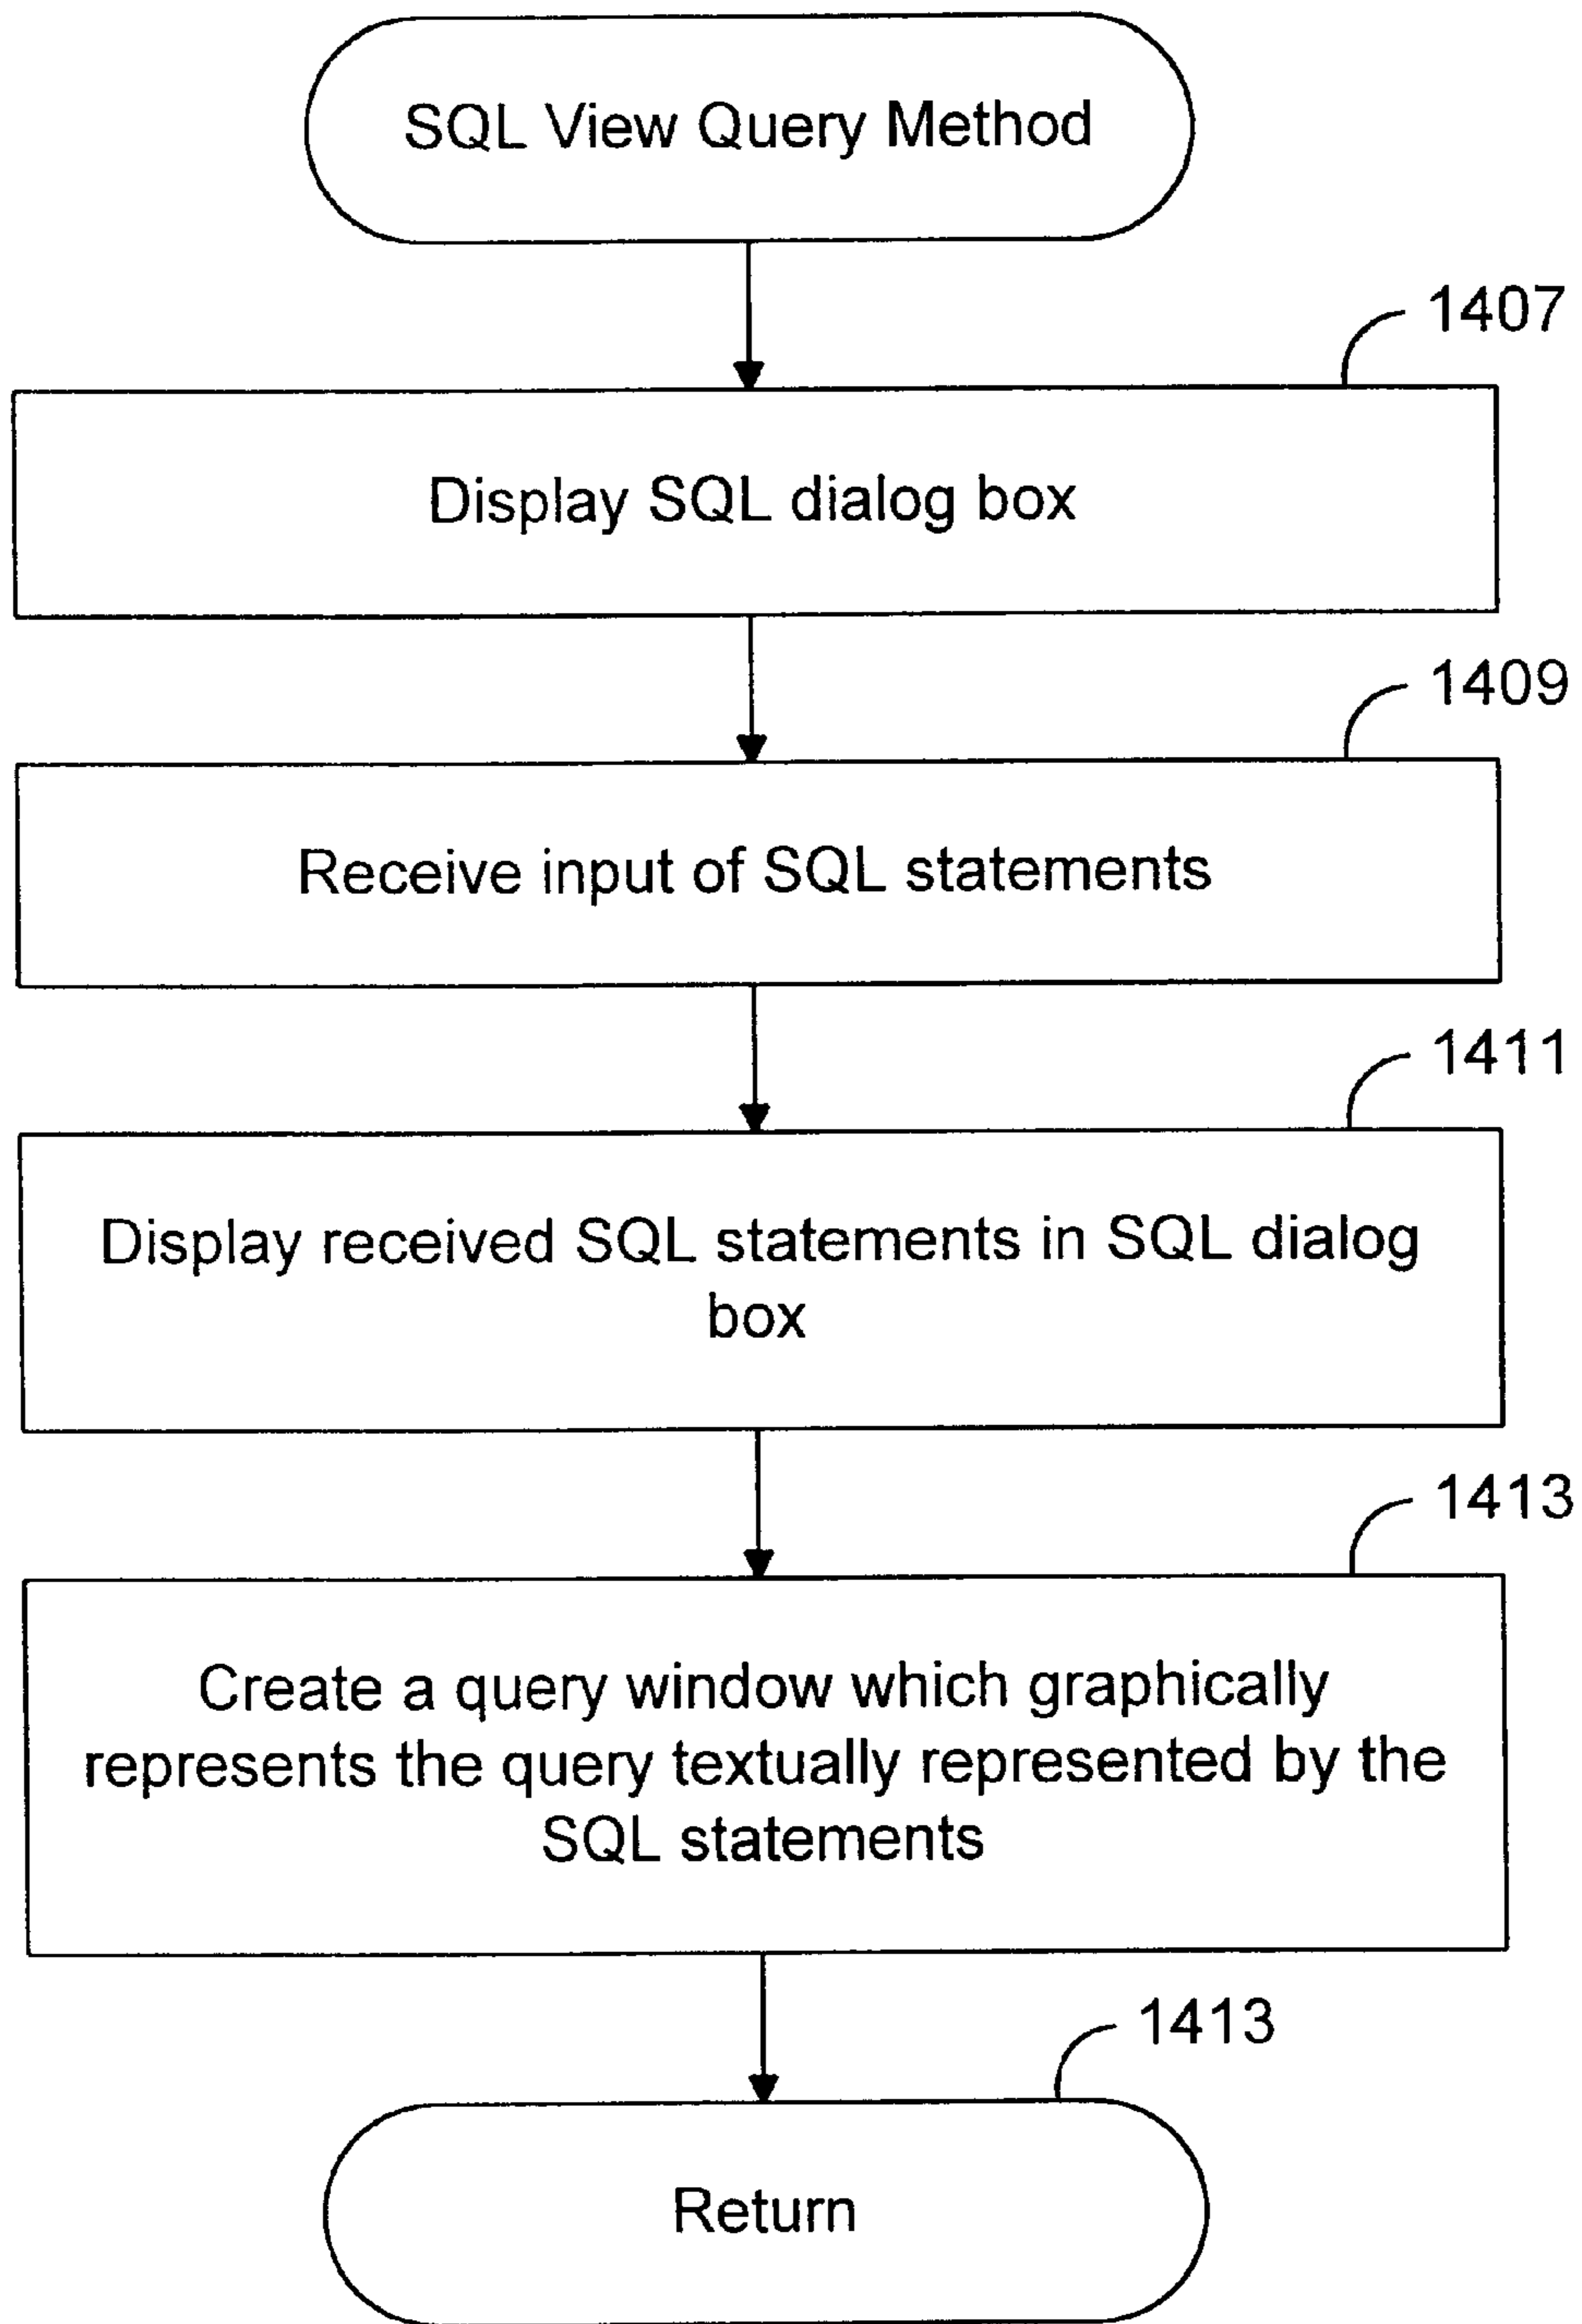 SQL View Query Method
1407
Display SQL dialog box
1409
Receive input of SQL statements
1411
Display received SQL statements in SQL dialog
box
1413
Create a query window which graphically
represents the query textually represented by the
SQL statements
1413
Return